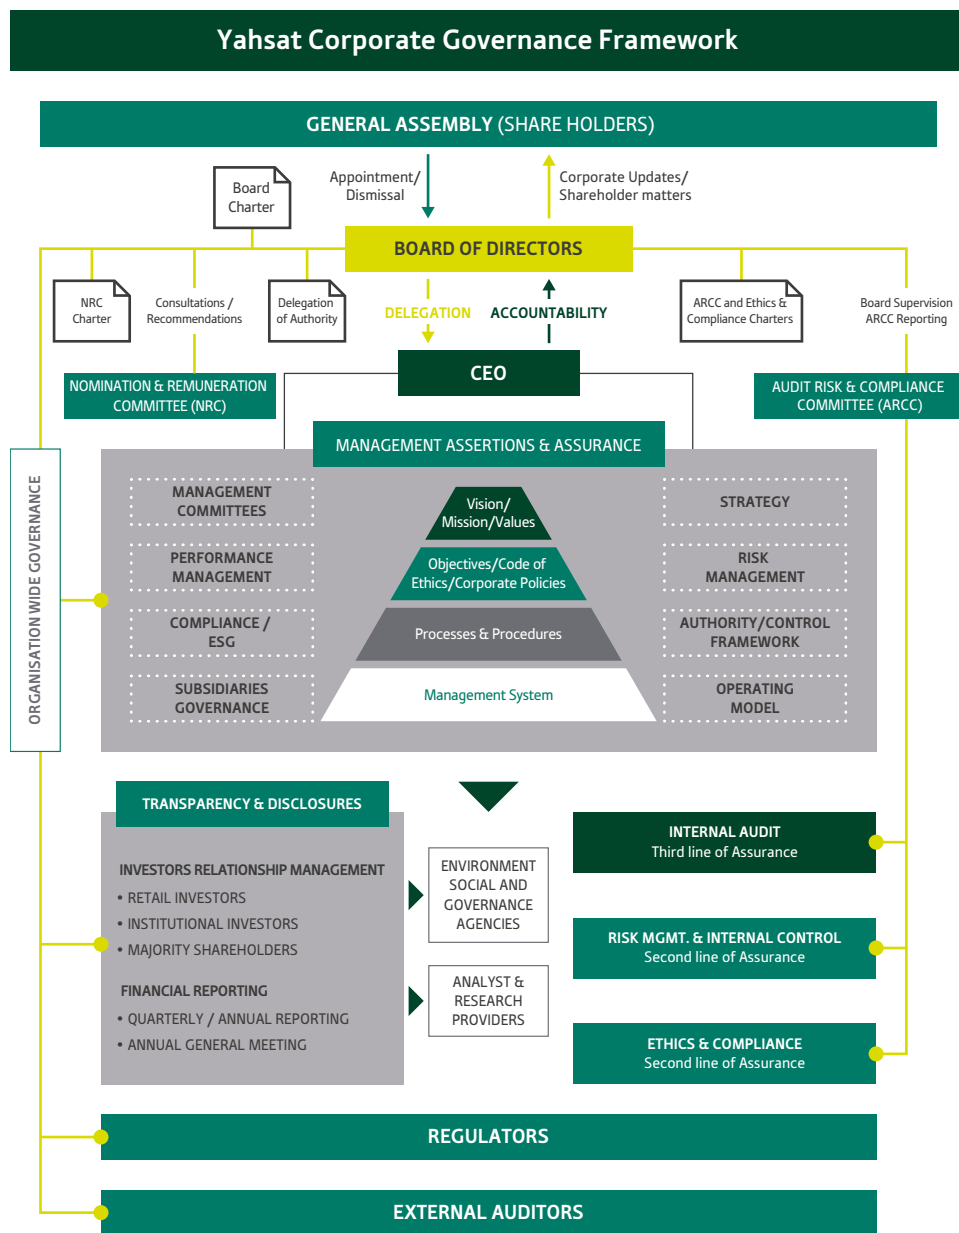 Yahsat Corporate Governance Framework
GENERAL ASSEMBLY (SHARE HOLDERS)
Appointment/
Dismissal
Corporate Updates/
Shareholder matters
Board
Charter
BOARD OF DIRECTORS
NRC
Charter
Consultations /
Recommendations
Delegation
of Authority
DELEGATION
ACCOUNTABILITY
ARCC and Ethics &
Compliance Charters
Board Supervision
ARCC Reporting
CEO
NOMINATION & REMUNERATION
COMMITTEE (NRC)
AUDIT RISK & COMPLIANCE
COMMITTEE (ARCC)
MANAGEMENT ASSERTIONS & ASSURANCE
ORGANISATION WIDE GOVERNANCE
MANAGEMENT
COMMITTEES
PERFORMANCE
MANAGEMENT
COMPLIANCE /
ESG
SUBSIDIARIES
GOVERNANCE
Vision/
Mission/Values
Objectives/Code of
Ethics/Corporate Policies
Processes & Procedures
Management System
STRATEGY
RISK
MANAGEMENT
AUTHORITY/CONTROL
FRAMEWORK
OPERATING
MODEL
TRANSPARENCY & DISCLOSURES
INVESTORS RELATIONSHIP MANAGEMENT
• RETAIL INVESTORS
• INSTITUTIONAL INVESTORS
• MAJORITY SHAREHOLDERS
FINANCIAL REPORTING
• QUARTERLY / ANNUAL REPORTING
• ANNUAL GENERAL MEETING
ENVIRONMENT
SOCIAL AND
GOVERNANCE
AGENCIES
ANALYST &
RESEARCH
PROVIDERS
INTERNAL AUDIT
Third line of Assurance
RISK MGMT. & INTERNAL CONTROL
Second line of Assurance
ETHICS & COMPLIANCE
Second line of Assurance
REGULATORS
EXTERNAL AUDITORS